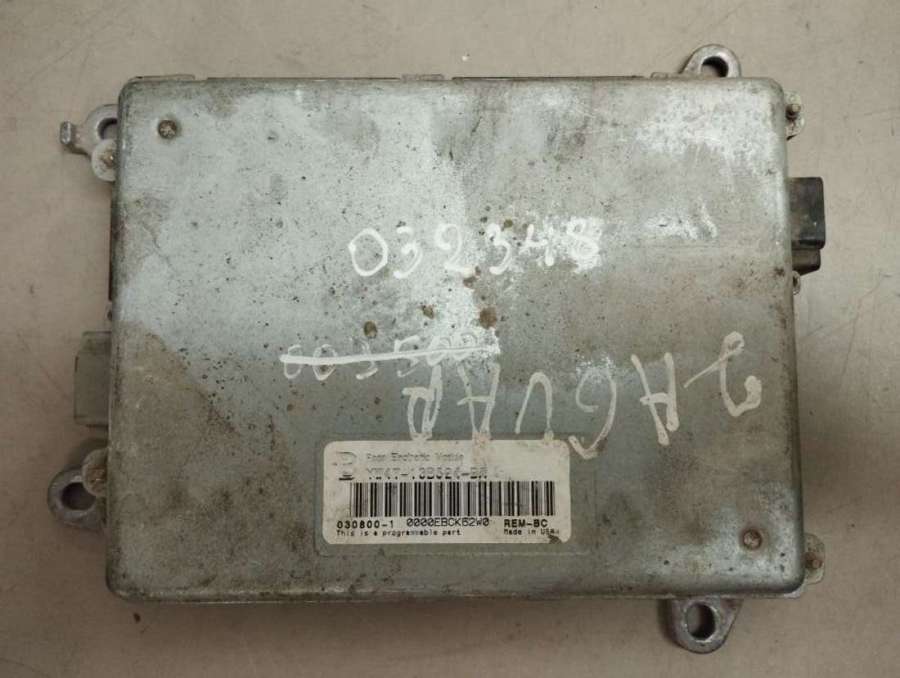 032348
JAGUAR
Rear Electronic Module
YW47-13B524-BA
030800-1 0000EBCK62W0 REM-BC
This is a programmable part Made in USA